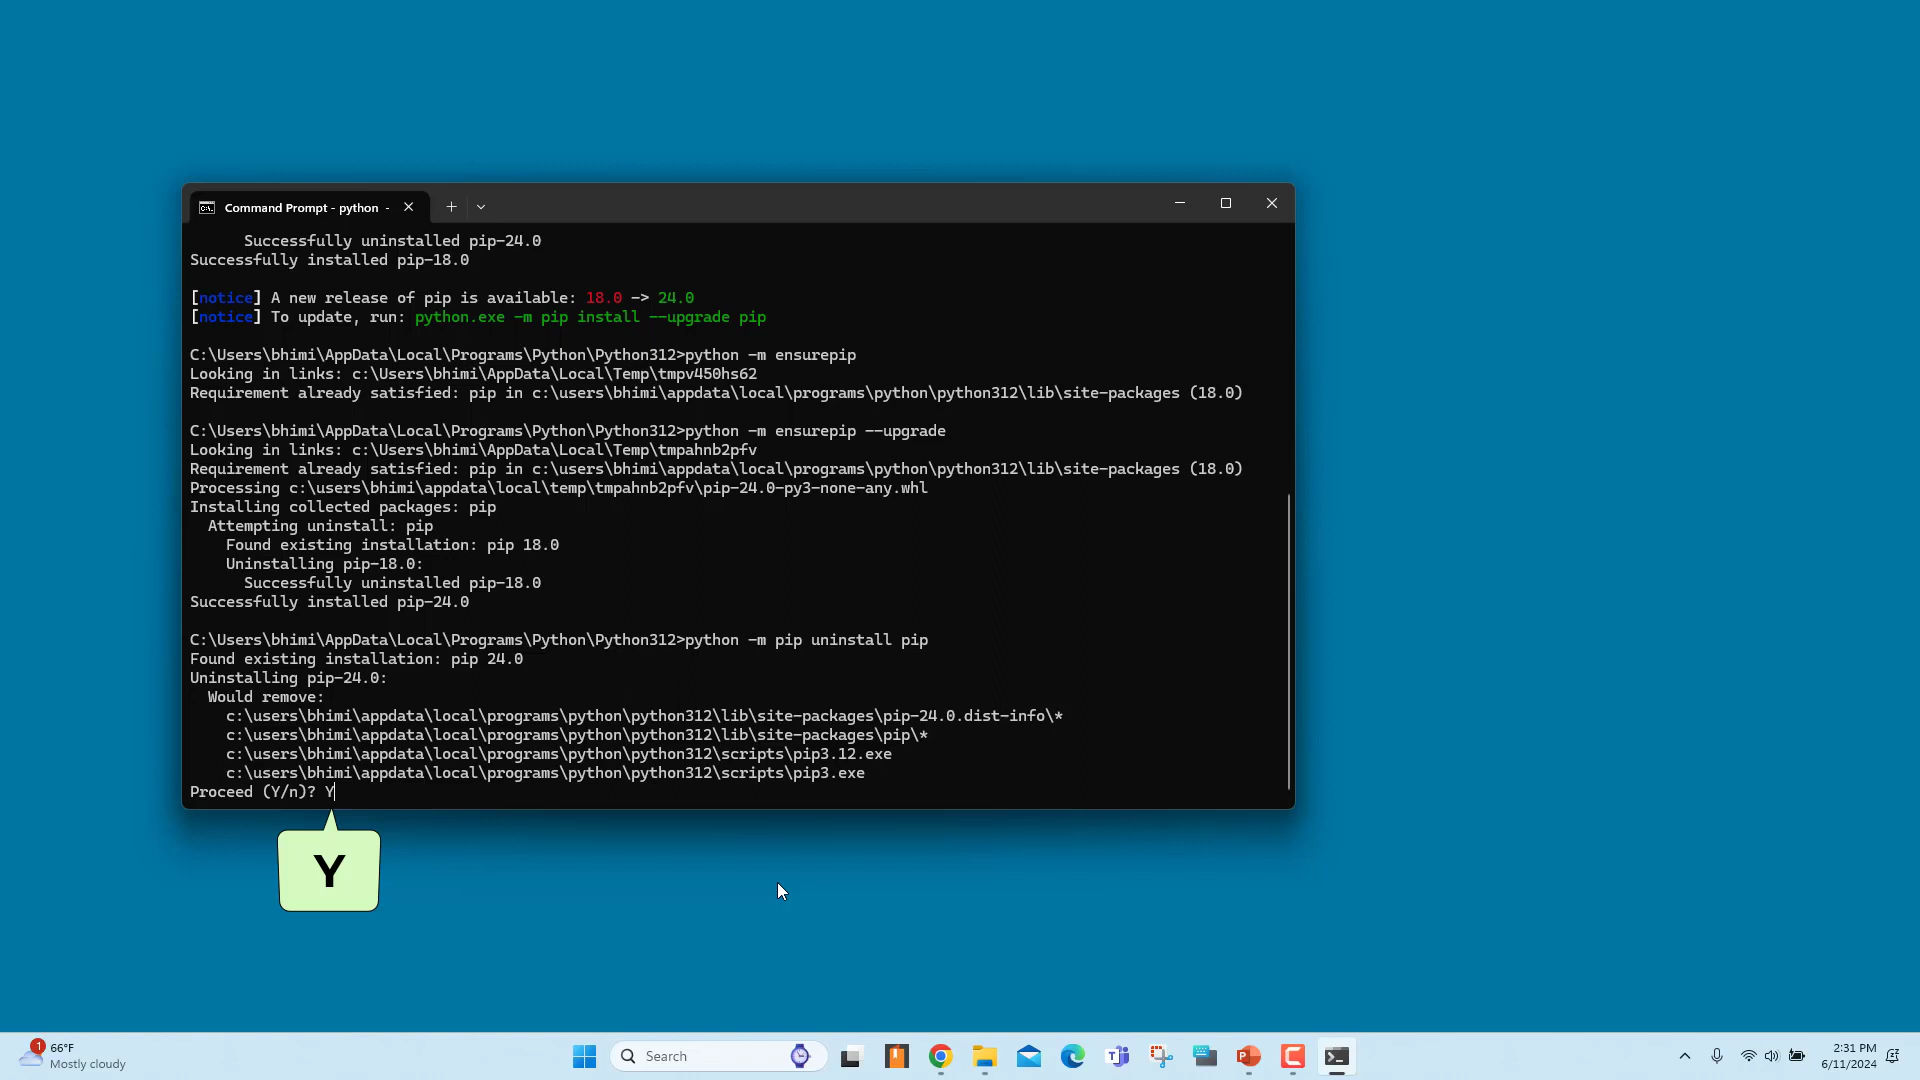 Command Prompt - python -
Successfully uninstalled pip-24.0
Successfully installed pip-18.0
[notice] A new release of pip is available: 18.0 -> 24.0
[notice] To update, run: python.exe -m pip install --upgrade pip
C:\Users\bhimi\AppData\Local\Programs\Python\Python312>python -m ensurepip
Looking in links: c:\Users\bhimi\AppData\Local\Temp\tmpv450hs62
Requirement already satisfied: pip in c:\users\bhimi\appdata\local\programs\python\python312\lib\site-packages (18.0)
C:\Users\bhimi\AppData\Local\Programs\Python\Python312>python -m ensurepip --upgrade
Looking in links: c:\Users\bhimi\AppData\Local\Temp\tmpahnb2pfv
Requirement already satisfied: pip in c:\users\bhimi\appdata\local\programs\python\python312\lib\site-packages (18.0)
Processing c:\users\bhimi\appdata\local\temp\tmpahnb2pfv\pip-24.0-py3-none-any.whl
Installing collected packages: pip
Attempting uninstall: pip
Found existing installation: pip 18.0
Uninstalling pip-18.0:
Successfully uninstalled pip-18.0
Successfully installed pip-24.0
C:\Users\bhimi\AppData\Local\Programs\Python\Python312>python -m pip uninstall pip
Found existing installation: pip 24.0
Uninstalling pip-24.0:
Would remove:
c:\users\bhimi\appdata\local\programs\python\python312\lib\site-packages\pip-24.0.dist-info\*
c:\users\bhimi\appdata\local\programs\python\python312\lib\site-packages\pip\*
c:\users\bhimi\appdata\local\programs\python\python312\scripts\pip3.12.exe
c:\users\bhimi\appdata\local\programs\python\python312\scripts\pip3.exe
Proceed (Y/n)? Y
Y
1
66°F
Mostly cloudy
Search
2:31 PM
6/11/2024